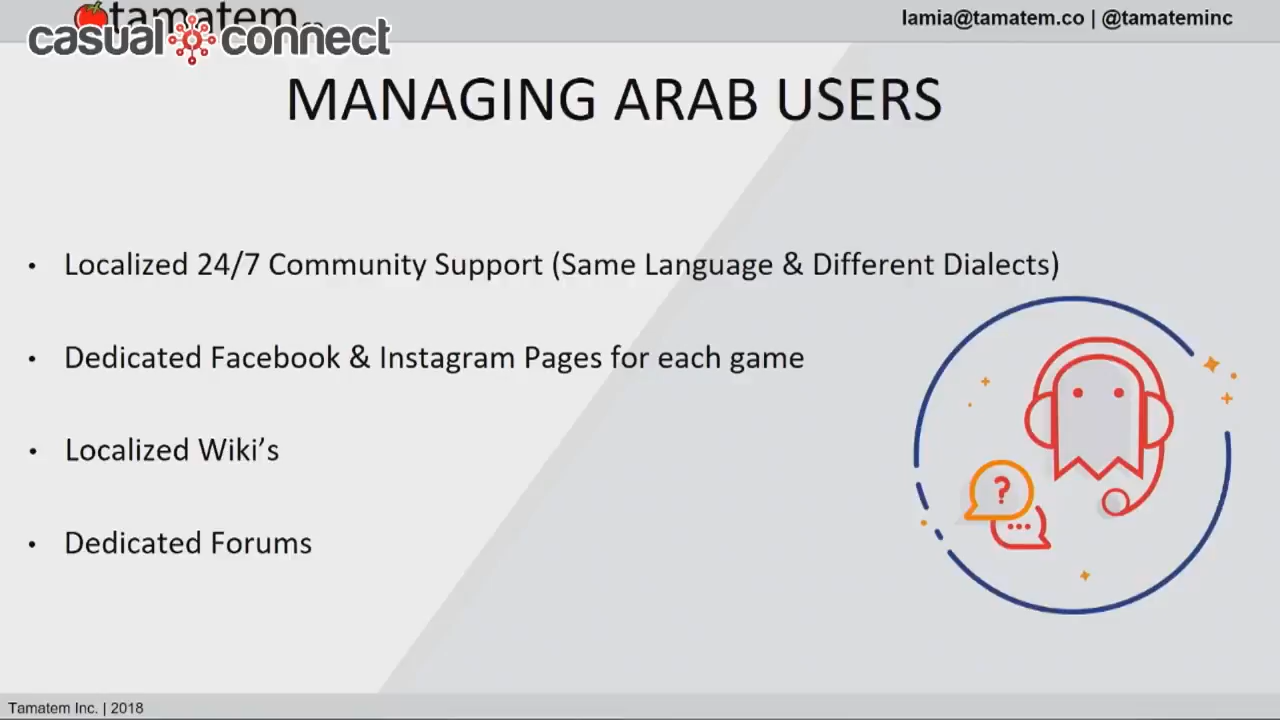 tamatem
casual connect
lamia@tamatem.co | @tamateminc
MANAGING ARAB USERS
• Localized 24/7 Community Support (Same Language & Different Dialects)
• Dedicated Facebook & Instagram Pages for each game
• Localized Wiki’s
• Dedicated Forums
?
Tamatem Inc. | 2018